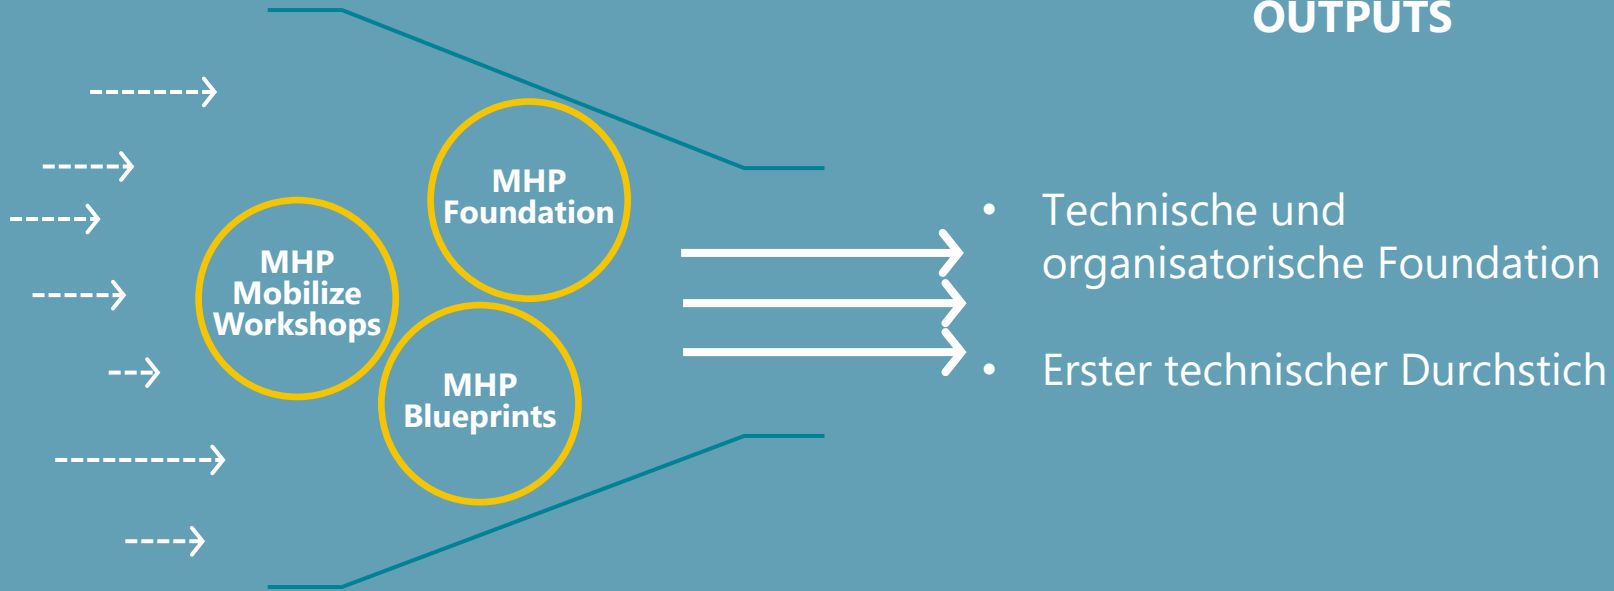 OUTPUTS
MHP
Foundation
MHP
Mobilize
Workshops
MHP
Blueprints
• Technische und
organisatorische Foundation
• Erster technischer Durchstich